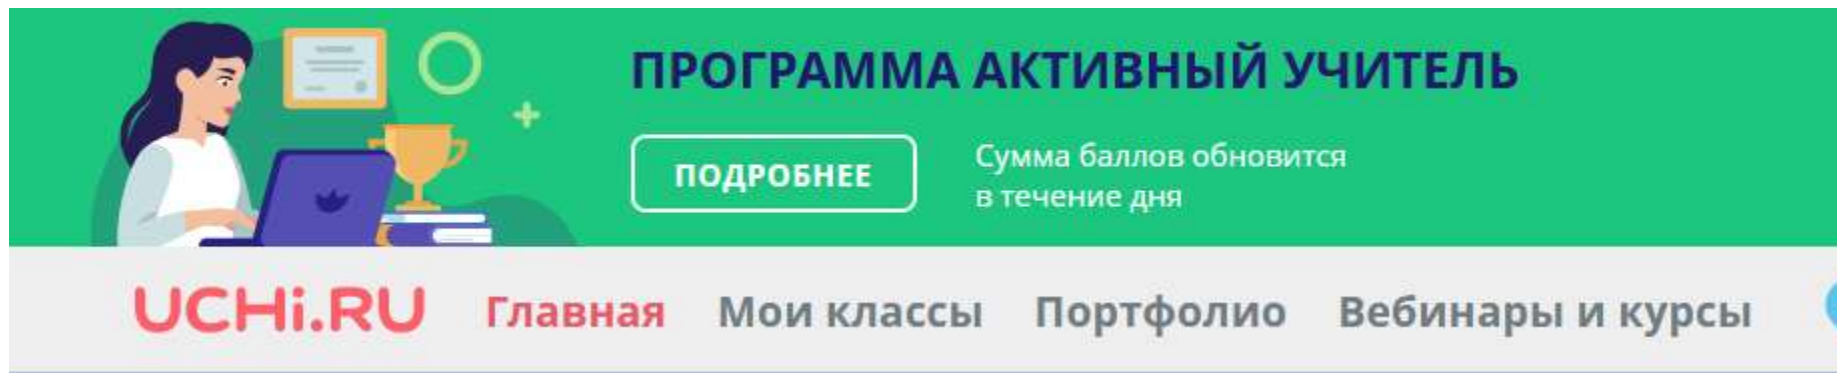 ПРОГРАММА АКТИВНЫЙ УЧИТЕЛЬ
ПОДРОБНЕЕ
Сумма баллов обновится
в течение дня
UCHi.RU Главная Мои классы Портфолио Вебинары и курсы